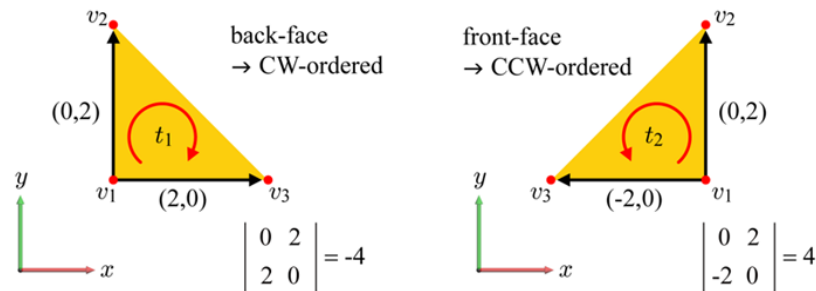 v2
back-face
→ CW-ordered
(0,2)
t1
v1
(2,0)
v3
y
x
0 2
2 0
= -4
v2
front-face
→ CCW-ordered
(0,2)
t2
v3
(-2,0)
v1
y
x
0 2
-2 0
= 4